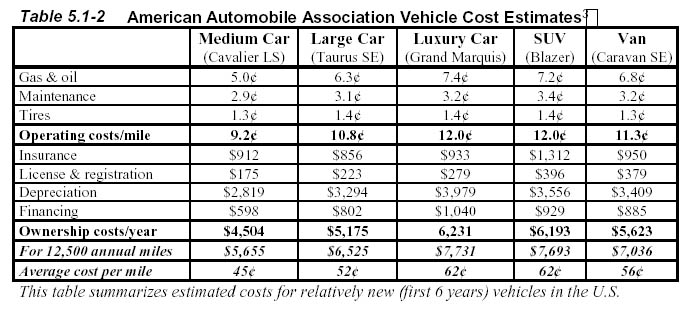 Table 5.1-2 American Automobile Association Vehicle Cost Estimates3
Medium Car Large Car Luxury Car SUV Van
(Cavalier LS) (Taurus SE) (Grand Marquis) (Blazer) (Caravan SE)
Gas & oil 5.0¢ 6.3¢ 7.4¢ 7.2¢ 6.8¢
Maintenance 2.9¢ 3.1¢ 3.2¢ 3.4¢ 3.2¢
Tires 1.3¢ 1.4¢ 1.4¢ 1.4¢ 1.3¢
Operating costs/mile 9.2¢ 10.8¢ 12.0¢ 12.0¢ 11.3¢
Insurance $912 $856 $933 $1,312 $950
License & registration $175 $223 $279 $396 $379
Depreciation $2,819 $3,294 $3,979 $3,556 $3,409
Financing $598 $802 $1,040 $929 $885
Ownership costs/year $4,504 $5,175 6,231 $6,193 $5,623
For 12,500 annual miles $5,655 $6,525 $7,731 $7,693 $7,036
Average cost per mile 45¢ 52¢ 62¢ 62¢ 56¢
This table summarizes estimated costs for relatively new (first 6 years) vehicles in the U.S.